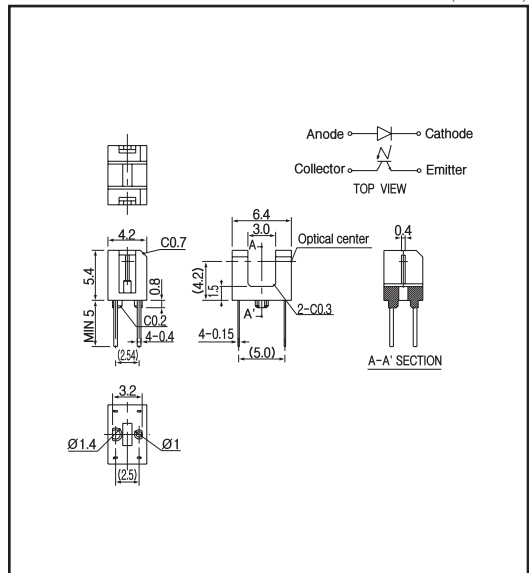 Anode
Cathode
Collector
Emitter
TOP VIEW
6.4
3.0
A
Optical center
4.2
C0.7
5.4
0.8
(4.2)
1.5
0.4
MIN 5
C0.2
4-0.4
(2.54)
A'
2-C0.3
4-0.15
(5.0)
A-A' SECTION
3.2
Ø1.4
Ø1
(2.5)